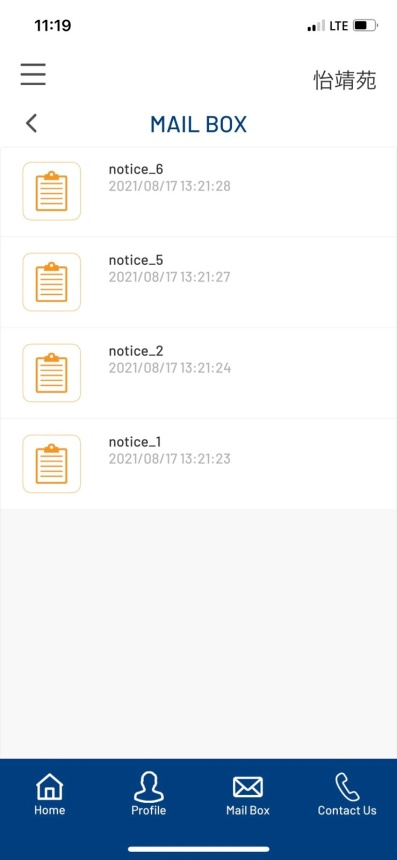 11:19
LTE
怡靖苑
MAIL BOX
notice_6
2021/08/17 13:21:28
notice_5
2021/08/17 13:21:27
notice_2
2021/08/17 13:21:24
notice_1
2021/08/17 13:21:23
Home
Profile
Mail Box
Contact Us